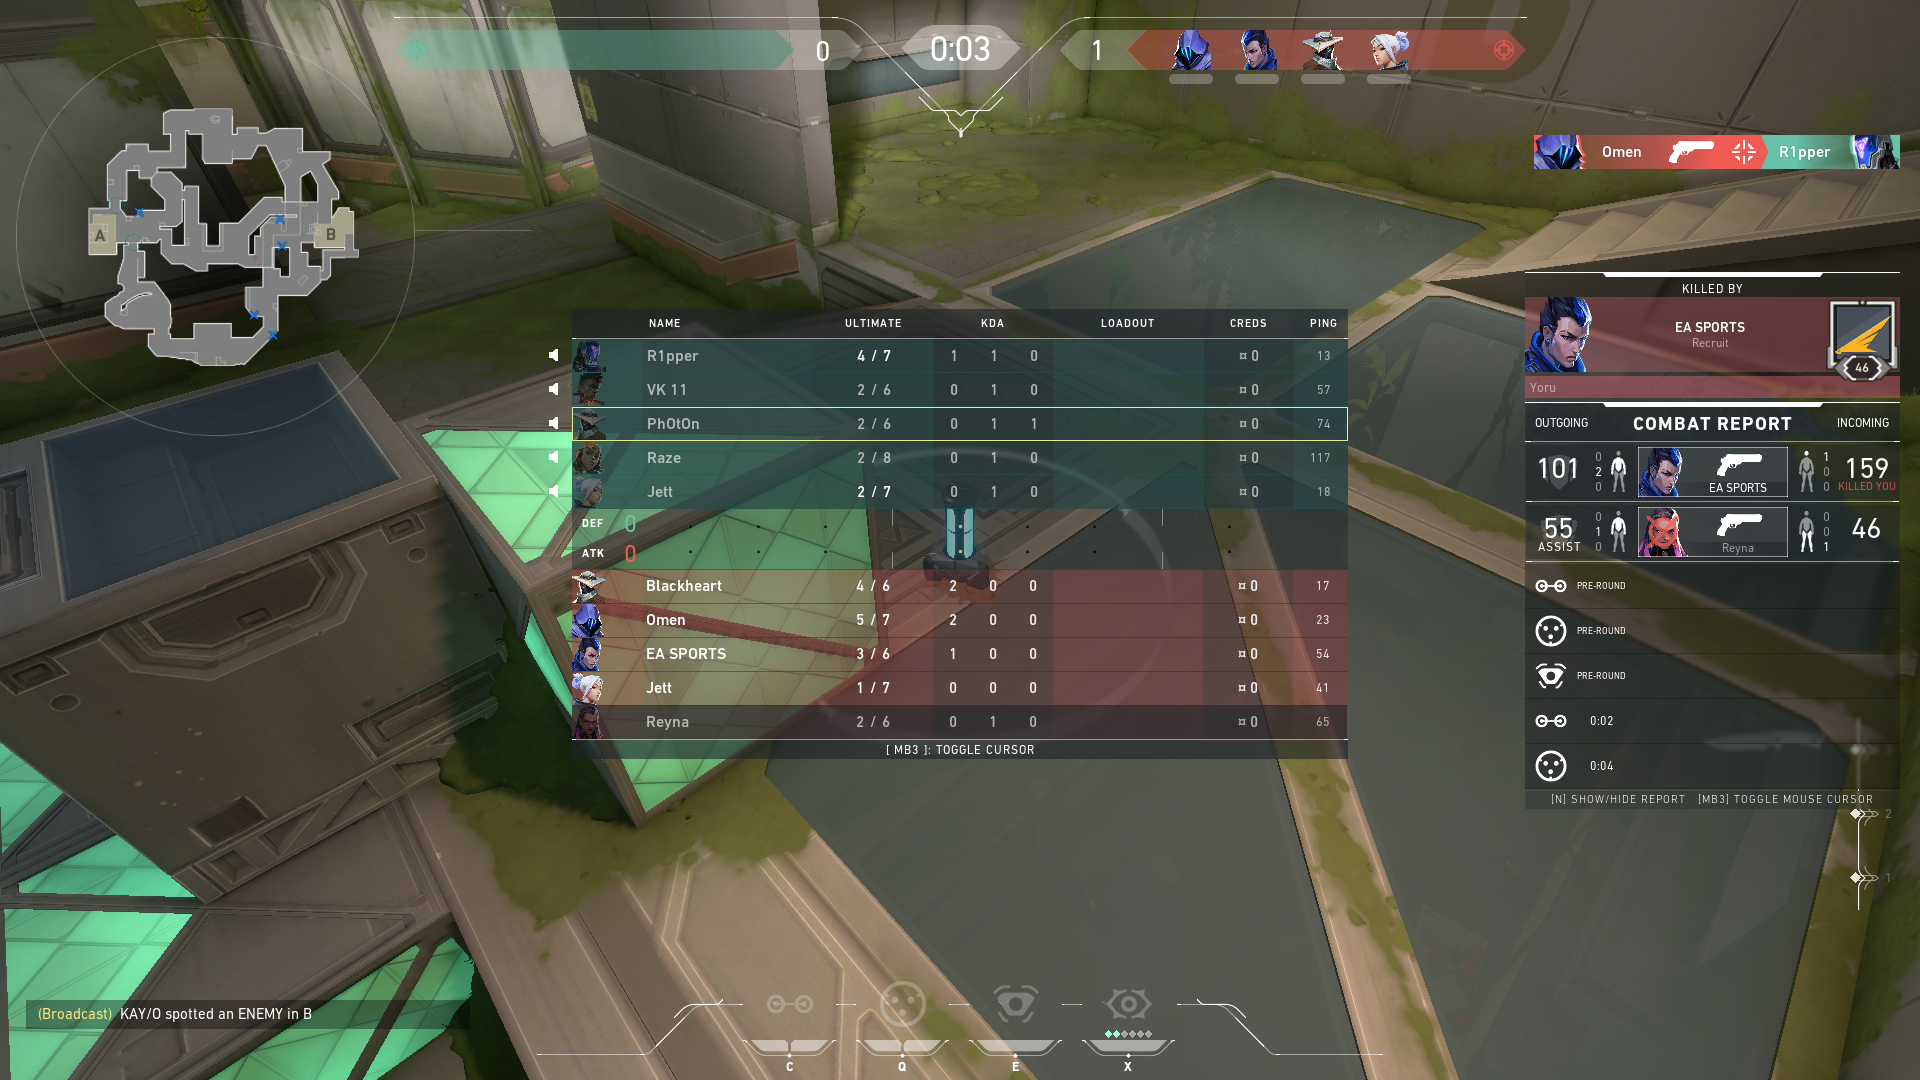 0 0:03 1
A
B
Omen R1pper
KILLED BY
EA SPORTS
Recruit
46
Yoru
OUTGOING COMBAT REPORT INCOMING
101 0 2 0 EA SPORTS 1 0 0 159 KILLED YOU
55 ASSIST 0 1 0 Reyna 0 0 1 46
PRE-ROUND
PRE-ROUND
PRE-ROUND
0:02
0:04
[N] SHOW/HIDE REPORT [MB3] TOGGLE MOUSE CURSOR
NAME ULTIMATE KDA LOADOUT CREDS PING
R1pper 4 / 7 1 1 0 ¤ 0 13
VK 11 2 / 6 0 1 0 ¤ 0 57
PhOtOn 2 / 6 0 1 1 ¤ 0 74
Raze 2 / 8 0 1 0 ¤ 0 117
Jett 2 / 7 0 1 0 ¤ 0 18
DEF 0
ATK 0
Blackheart 4 / 6 2 0 0 ¤ 0 17
Omen 5 / 7 2 0 0 ¤ 0 23
EA SPORTS 3 / 6 1 0 0 ¤ 0 54
Jett 1 / 7 0 0 0 ¤ 0 41
Reyna 2 / 6 0 1 0 ¤ 0 65
[ MB3 ]: TOGGLE CURSOR
2
1
(Broadcast) KAY/O spotted an ENEMY in B
C Q E X